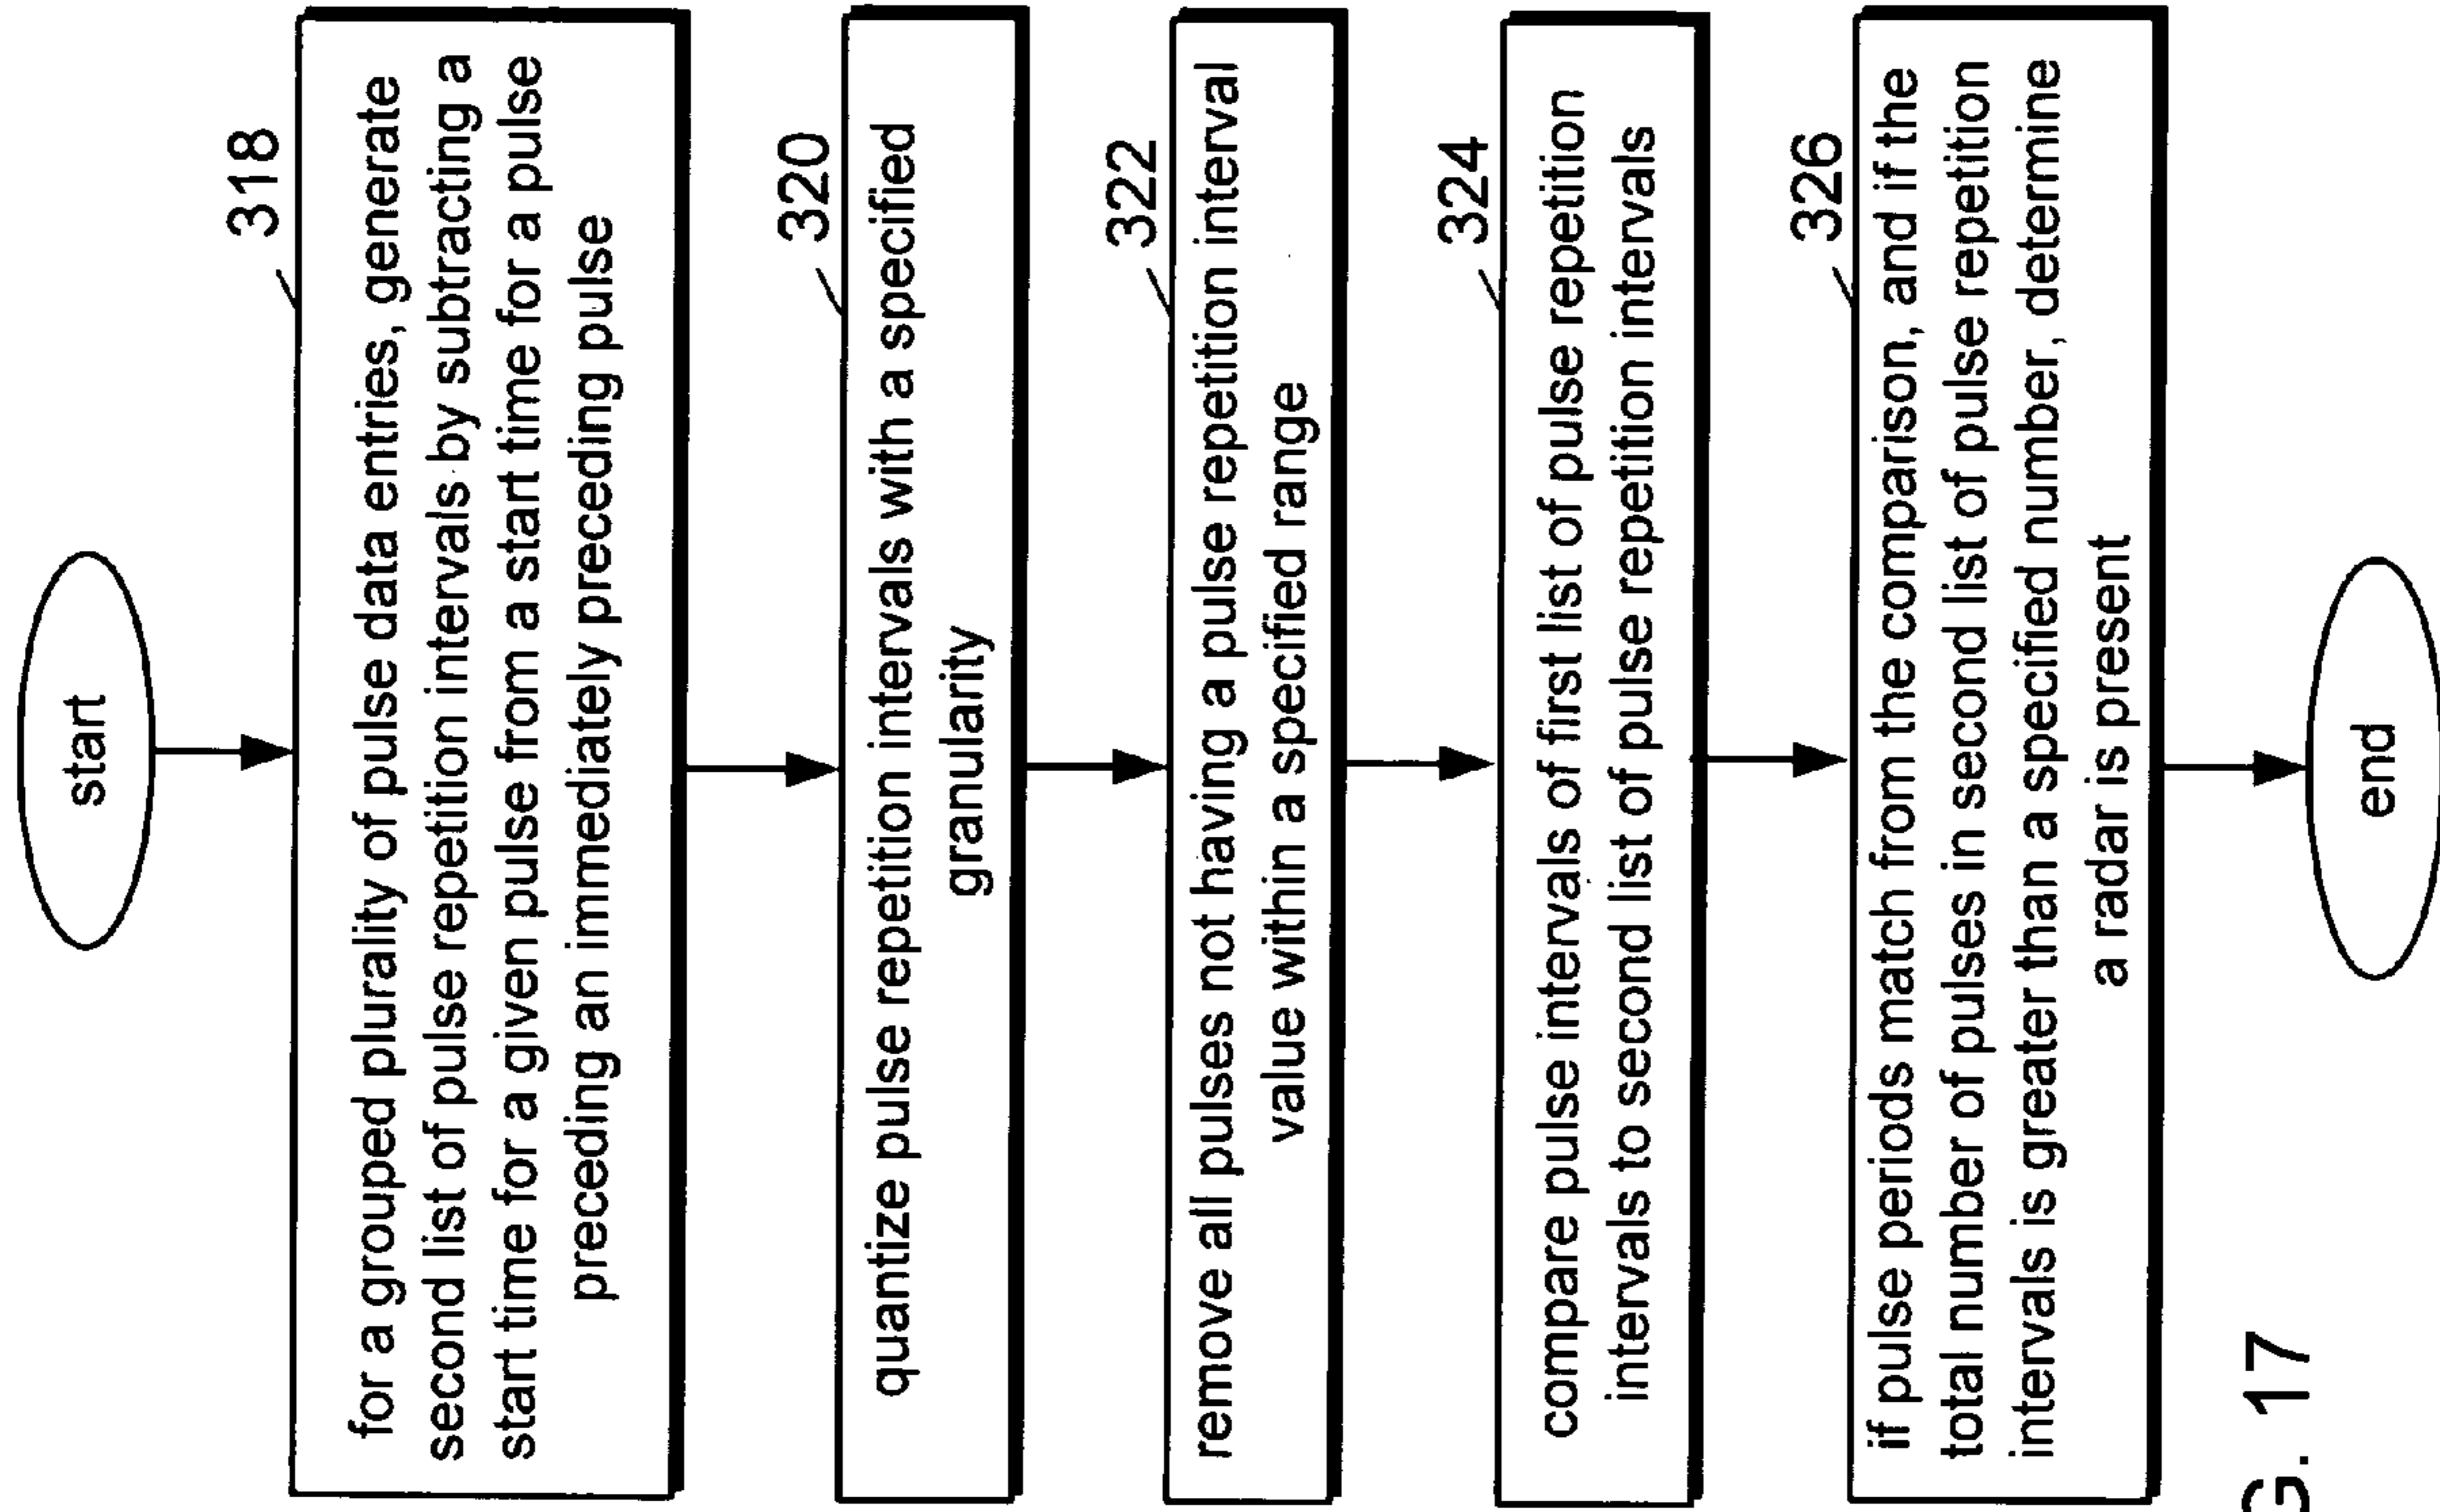 start
318
for a grouped plurality of pulse data entries, generate
second list of pulse repetition intervals by subtracting a
start time for a given pulse from a start time for a pulse
preceding an immediately preceding pulse
320
quantize pulse repetition intervals with a specified
granularity
322
remove all pulses not having a pulse repetition interval
value within a specified range
324
compare pulse intervals of first list of pulse repetition
intervals to second list of pulse repetition intervals
326
if pulse periods match from the comparison, and if the
total number of pulses in second list of pulse repetition
intervals is greater than a specified number, determine
a radar is present
end
G. 17